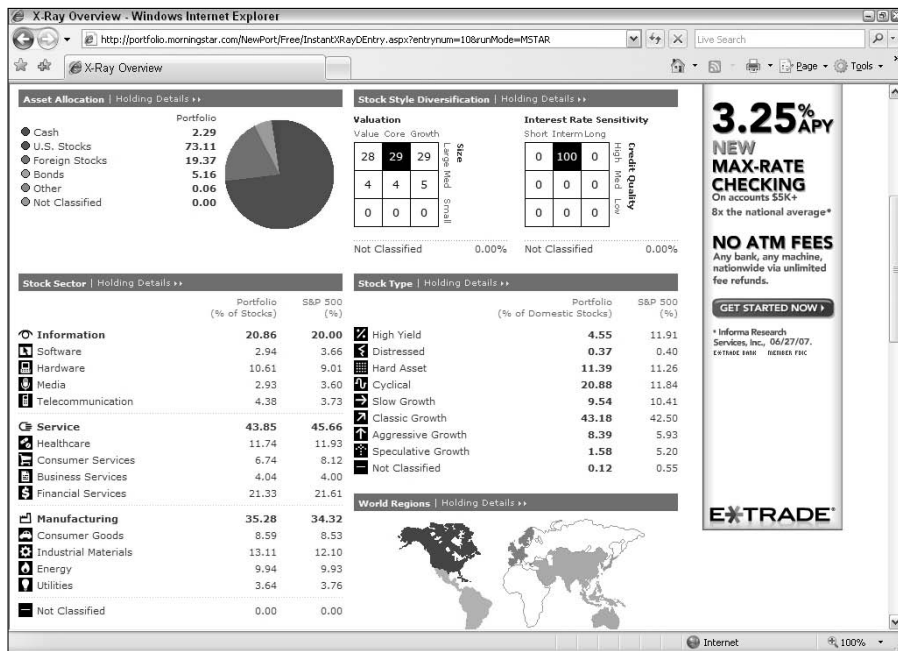 X-Ray Overview - Windows Internet Explorer
http://portfolio.morningstar.com/NewPort/Free/InstantXRayDEntry.aspx?entrynum=10&runMode=MSTAR
Live Search
X-Ray Overview
Page Tools
Asset Allocation | Holding Details
Portfolio
Cash 2.29
U.S. Stocks 73.11
Foreign Stocks 19.37
Bonds 5.16
Other 0.06
Not Classified 0.00
Stock Style Diversification | Holding Details
Valuation
Value Core Growth
28 29 29
4 4 5
0 0 0
Large Med Small
Size
Not Classified 0.00%
Interest Rate Sensitivity
Short Interm Long
0 100 0
0 0 0
0 0 0
High Med Low
Credit Quality
Not Classified 0.00%
Stock Sector | Holding Details
Portfolio S&P 500
(% of Stocks) (%)
Information 20.86 20.00
Software 2.94 3.66
Hardware 10.61 9.01
Media 2.93 3.60
Telecommunication 4.38 3.73
Service 43.85 45.66
Healthcare 11.74 11.93
Consumer Services 6.74 8.12
Business Services 4.04 4.00
Financial Services 21.33 21.61
Manufacturing 35.28 34.32
Consumer Goods 8.59 8.53
Industrial Materials 13.11 12.10
Energy 9.94 9.93
Utilities 3.64 3.76
Not Classified 0.00 0.00
Stock Type | Holding Details
Portfolio S&P 500
(% of Domestic Stocks) (%)
High Yield 4.55 11.91
Distressed 0.37 0.40
Hard Asset 11.39 11.26
Cyclical 20.88 11.84
Slow Growth 9.54 10.41
Classic Growth 43.18 42.50
Aggressive Growth 8.39 5.93
Speculative Growth 1.58 5.20
Not Classified 0.12 0.55
World Regions | Holding Details
3.25% APY
NEW
MAX-RATE
CHECKING
On accounts $5K+
8x the national average*
NO ATM FEES
Any bank, any machine,
nationwide via unlimited
fee refunds.
GET STARTED NOW
* Informa Research
Services, Inc., 06/27/07.
E*TRADE BANK MEMBER FDIC
E*TRADE
Internet 100%